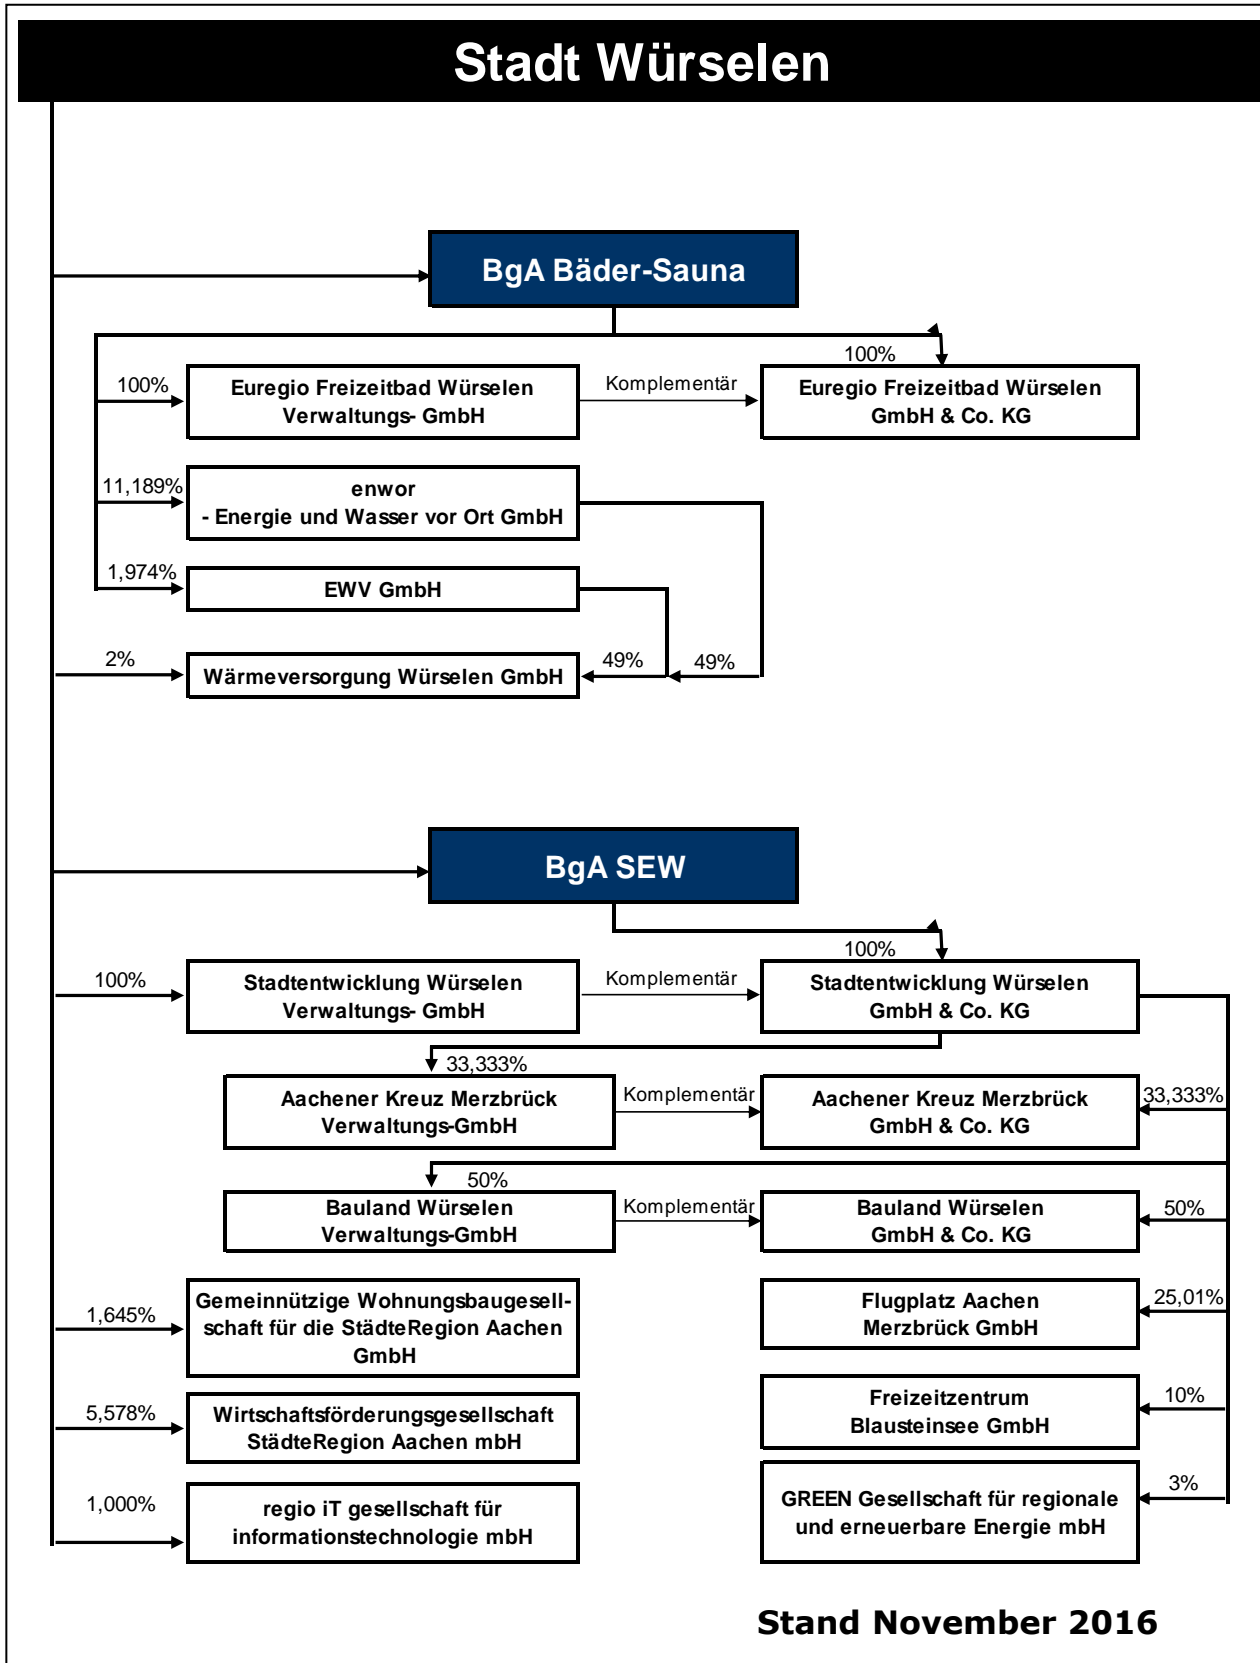 Stadt Würselen
BgA Bäder-Sauna
100%
100%
Euregio Freizeitbad Würselen
Verwaltungs- GmbH
Komplementär
Euregio Freizeitbad Würselen
GmbH & Co. KG
11,189%
enwor
- Energie und Wasser vor Ort GmbH
1,974%
EWV GmbH
2%
Wärmeversorgung Würselen GmbH
49%
49%
BgA SEW
100%
100%
Stadtentwicklung Würselen
Verwaltungs- GmbH
Komplementär
Stadtentwicklung Würselen
GmbH & Co. KG
33,333%
Aachener Kreuz Merzbrück
Verwaltungs-GmbH
Komplementär
Aachener Kreuz Merzbrück
GmbH & Co. KG
33,333%
50%
Bauland Würselen
Verwaltungs-GmbH
Komplementär
Bauland Würselen
GmbH & Co. KG
50%
1,645%
Gemeinnützige Wohnungsbaugesell-
schaft für die StädteRegion Aachen
GmbH
Flugplatz Aachen
Merzbrück GmbH
25,01%
5,578%
Wirtschaftsförderungsgesellschaft
StädteRegion Aachen mbH
Freizeitzentrum
Blausteinsee GmbH
10%
1,000%
regio iT gesellschaft für
informationstechnologie mbH
GREEN Gesellschaft für regionale
und erneuerbare Energie mbH
3%
Stand November 2016